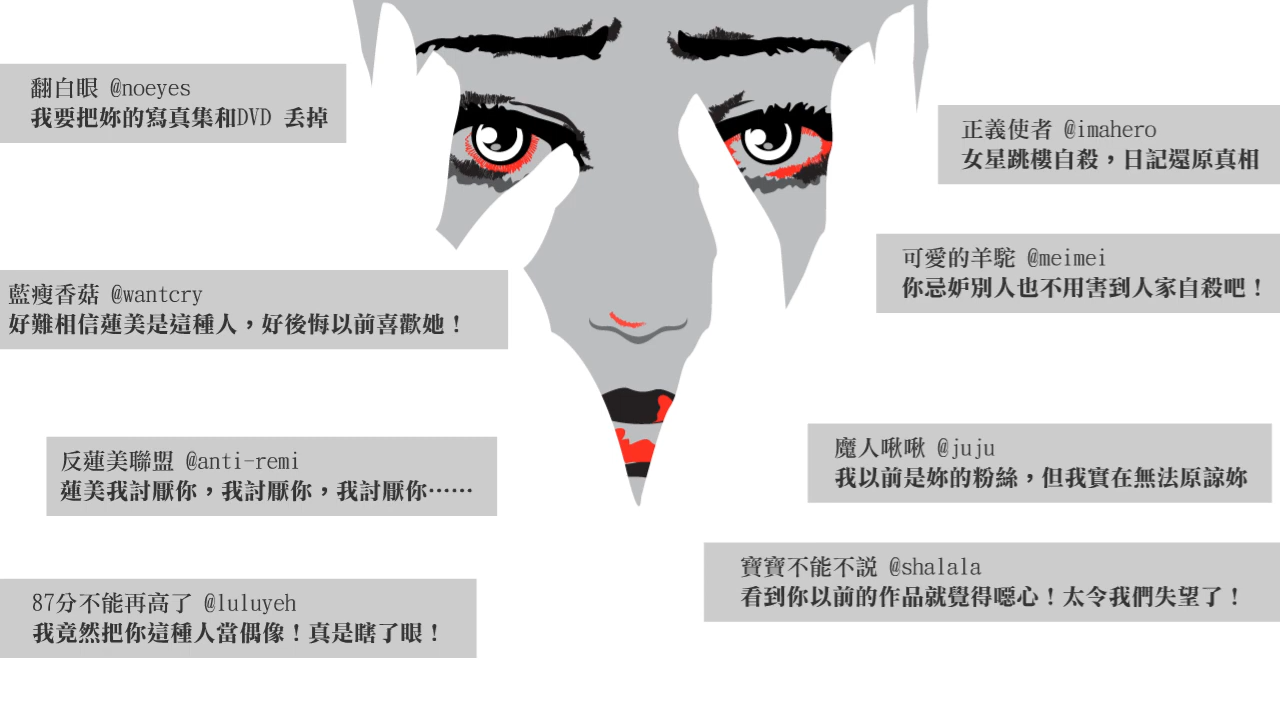 翻白眼 @noeyes
我要把妳的寫真集和DVD 丟掉
正義使者 @imahero
女星跳樓自殺，日記還原真相
可愛的羊駝 @meimei
你忌妒別人也不用害到人家自殺吧！
藍瘦香菇 @wantcry
好難相信蓮美是這種人，好後悔以前喜歡她！
反蓮美聯盟 @anti-remi
蓮美我討厭你，我討厭你，我討厭你……
魔人啾啾 @juju
我以前是妳的粉絲，但我實在無法原諒妳
寶寶不能不説 @shalala
看到你以前的作品就覺得噁心！太令我們失望了！
87分不能再高了 @luluyeh
我竟然把你這種人當偶像！真是瞎了眼！